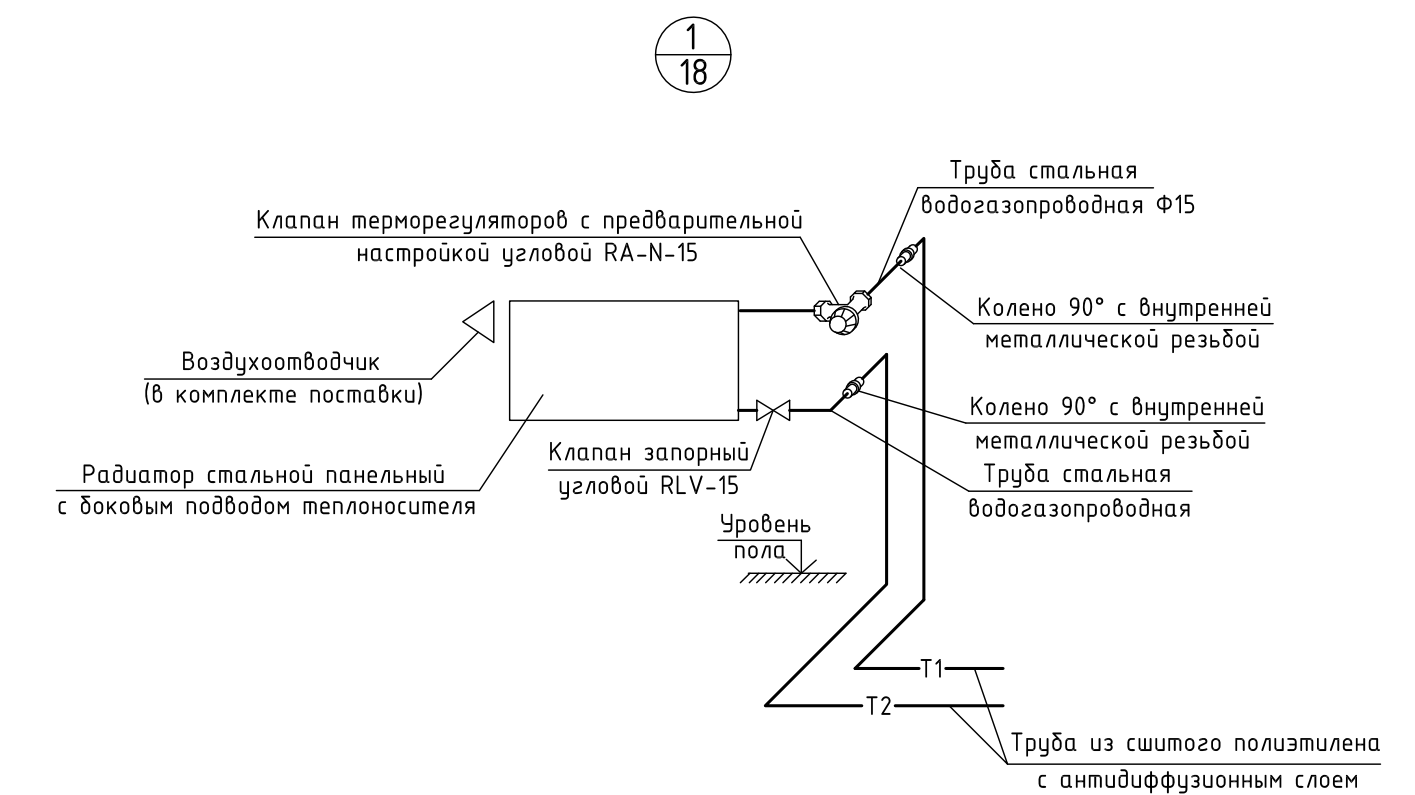 1
18
Труба стальная
водогазопроводная Ф15
Клапан терморегуляторов с предварительной
настройкой угловой RA-N-15
Колено 90° с внутренней
металлической резьбой
Воздухоотводчик
(в комплекте поставки)
Колено 90° с внутренней
металлической резьбой
Клапан запорный
угловой RLV-15
Радиатор стальной панельный
с боковым подводом теплоносителя
Труба стальная
водогазопроводная
Уровень
пола
Т1
Т2
Труба из сшитого полиэтилена
с антидиффузионным слоем